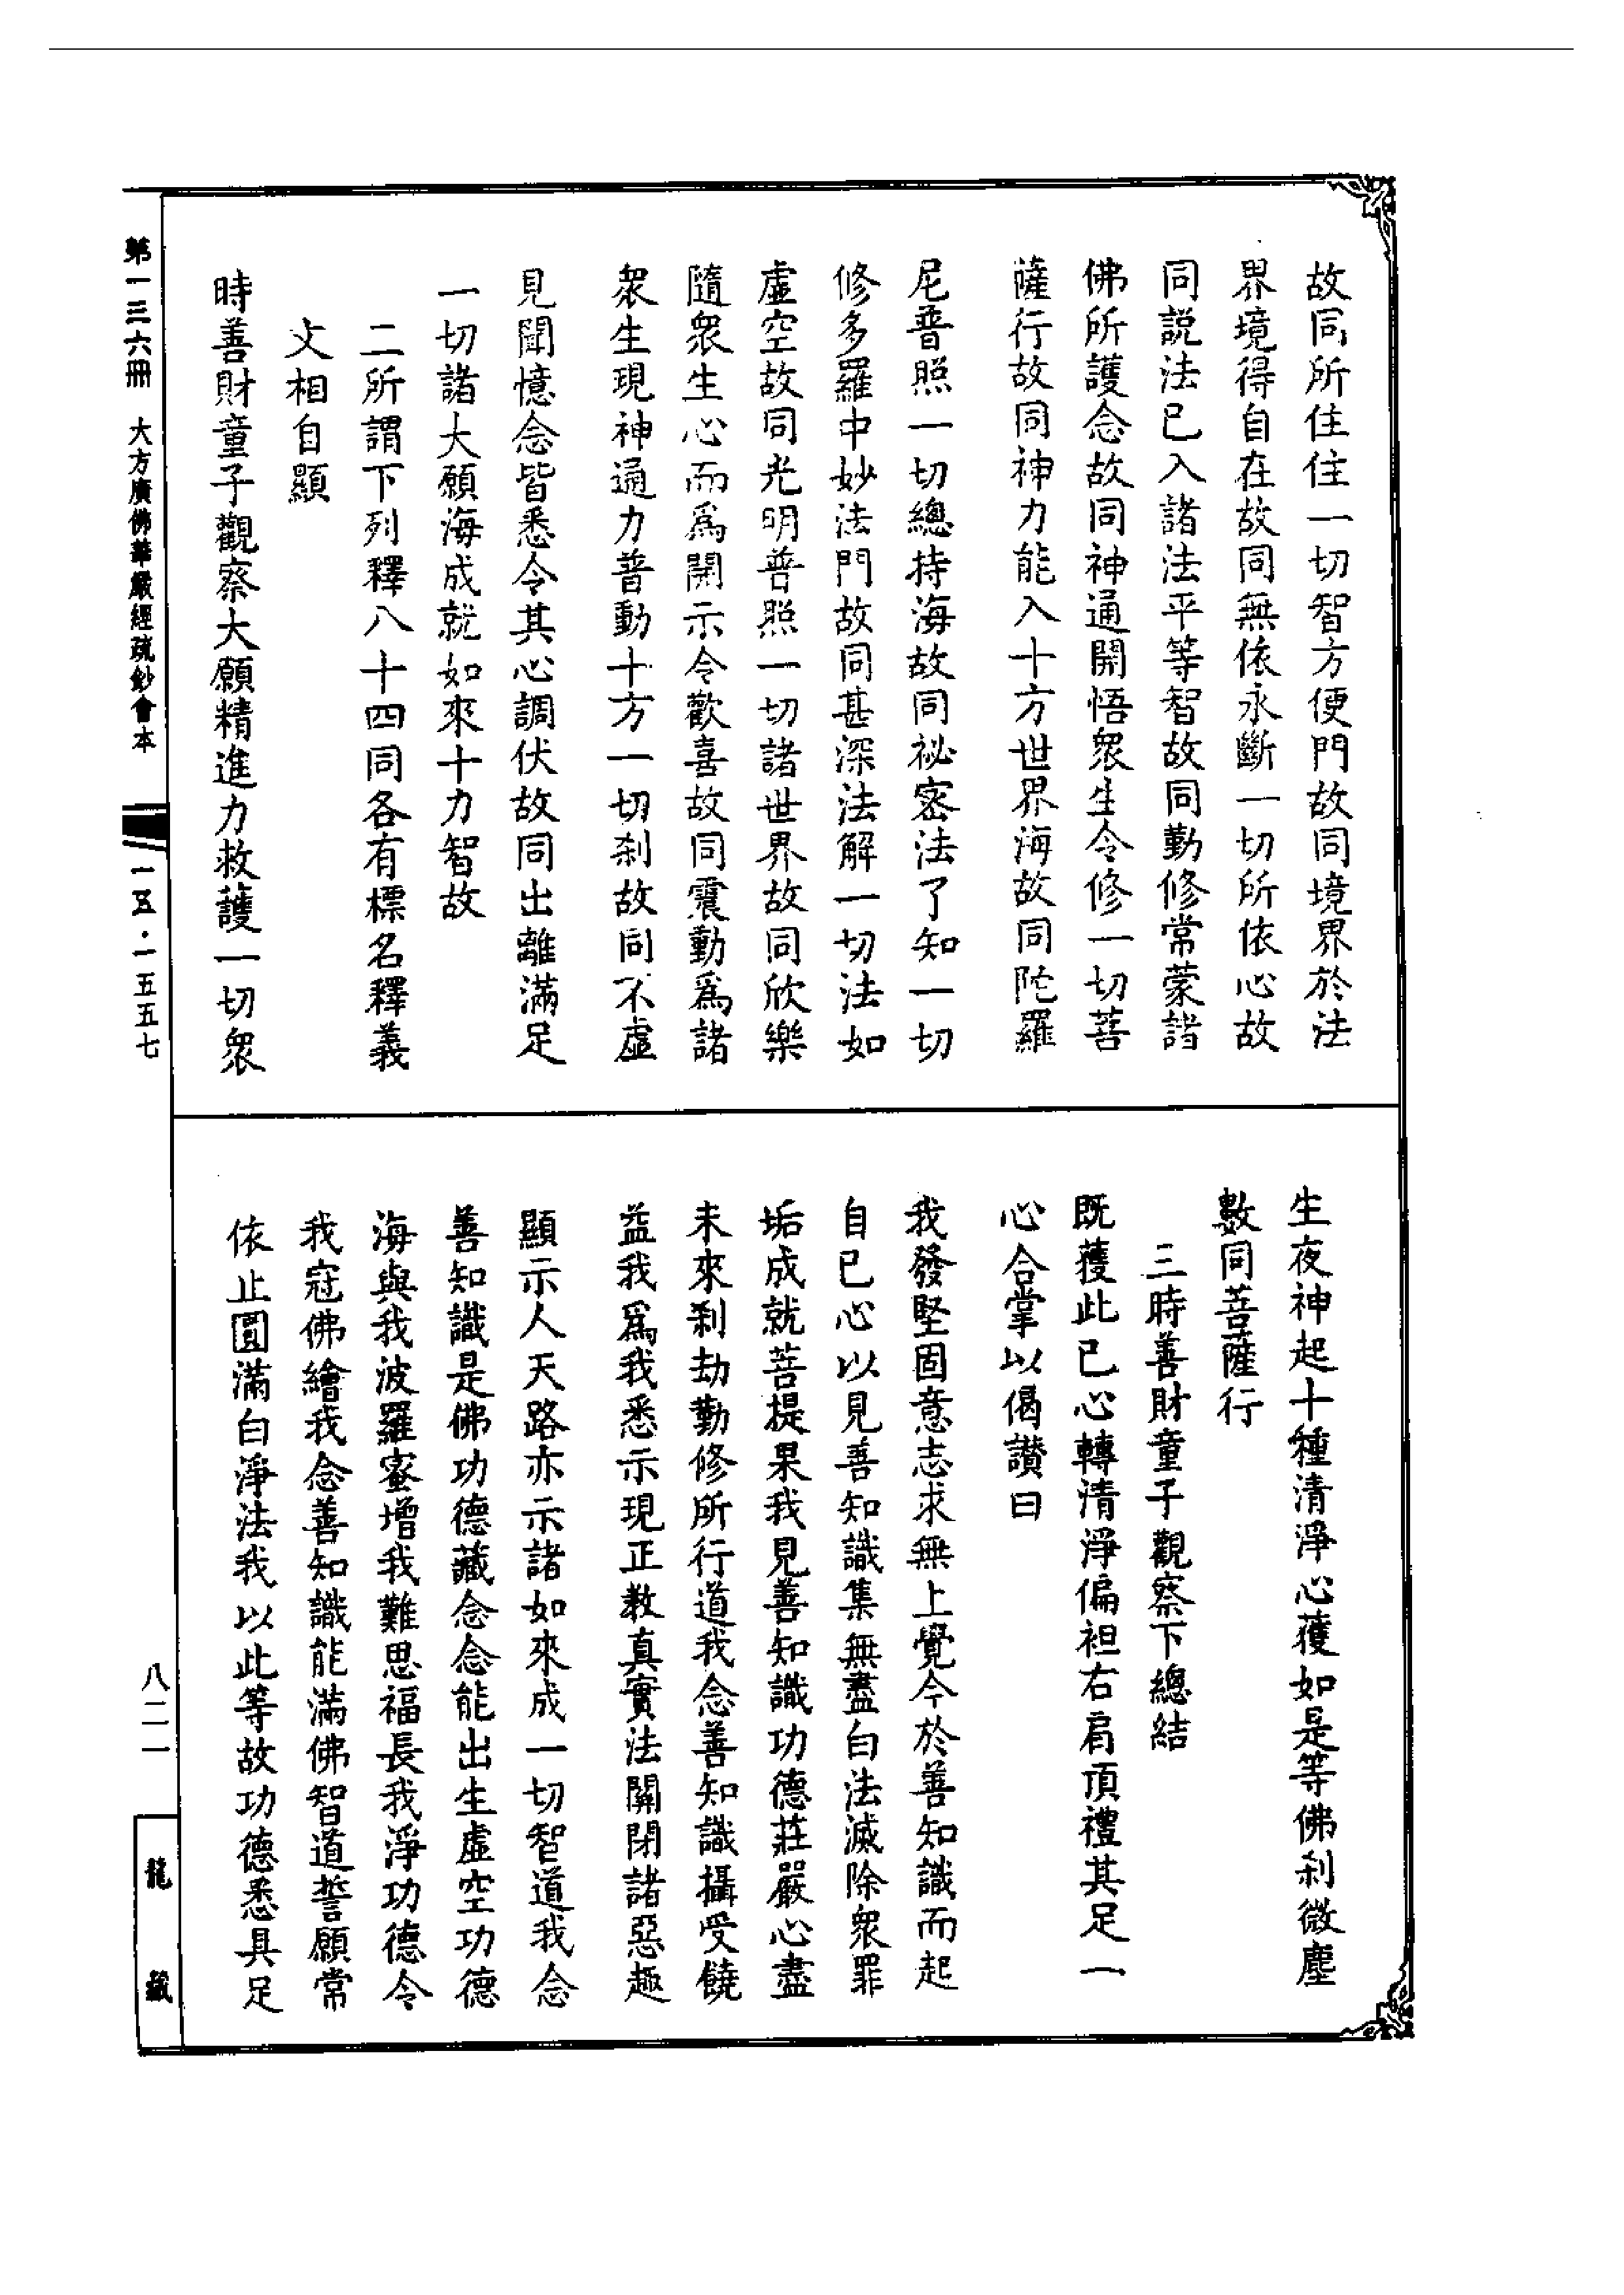 故同所住住一切智方便門故同境界於法
界境得自在故同無依永斷一切所依心故
同説法已入諸法平等智故同勤修常蒙諸
佛所護念故同神通開悟衆生令修一切菩
薩行故同神力能入十方世界海故同陀羅
尼普照一切總持海故同祕密法了知一切
修多羅中妙法門故同甚深法解一切法如
虛空故同光明普照一切諸世界故同欣樂
隨衆生心而爲開示令歡喜故同震動爲諸
衆生現神通力普動十方一切刹故同不虛
見聞憶念皆悉令其心調伏故同出離滿足
一切諸大願海成就如來十力智故
二所謂下列釋八十四同各有標名釋義
文相自顯
時善財童子觀察大願精進力救護一切衆
生夜神起十種清淨心獲如是等佛刹微塵
數同菩薩行
三時善財童子觀察下總結
既獲此已心轉清淨偏袒右肩頂禮其足一
心合掌以偈讚曰
我發堅固意志求無上覺今於善知識而起
自已心以見善知識集無盡白法滅除衆罪
垢成就菩提果我見善知識功德莊嚴心盡
未來刹劫勤修所行道我念善知識攝受饒
益我爲我悉示現正教真實法關閉諸惡趣
顯示人天路亦示諸如來成一切智道我念
善知識是佛功德藏念念能出生虛空功德
海與我波羅蜜增我難思福長我淨功德令
我冠佛繒我念善知識能滿佛智道誓願常
依止圓滿白淨法我以此等故功德悉具足
第一三六冊 大方廣佛華嚴經疏鈔會本
一五·一五五七
八二一
龍藏